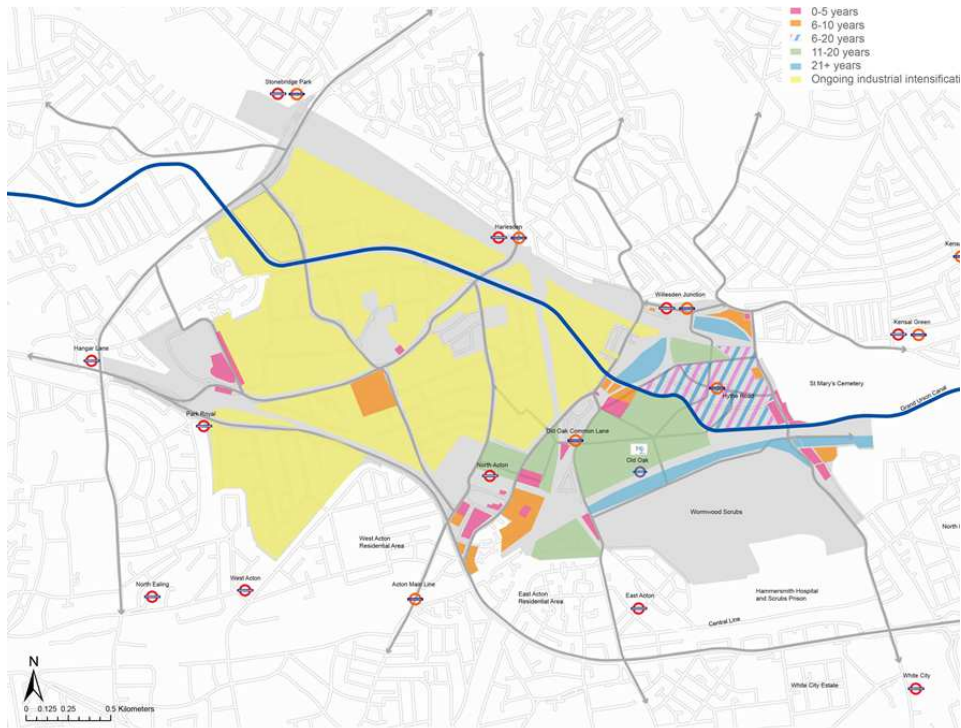 0-5 years
6-10 years
6-20 years
11-20 years
21+ years
Ongoing industrial intensificati
Stonebridge Park
Harlesden
Willesden Junction
Kensal
Kensal Green
Hangar Lane
St Mary's Cemetery
Hythe Road
Grand Union Canal
Park Royal
Old Oak Common Lane
North Acton
Old Oak
Wormwood Scrubs
North
West Acton
Residential Area
North Ealing
West Acton
Acton Main Line
East Acton
Residential Area
East Acton
Hammersmith Hospital
and Scrubs Prison
Central Line
White City
White City Estate
N
0 0.125 0.25 0.5 Kilometers